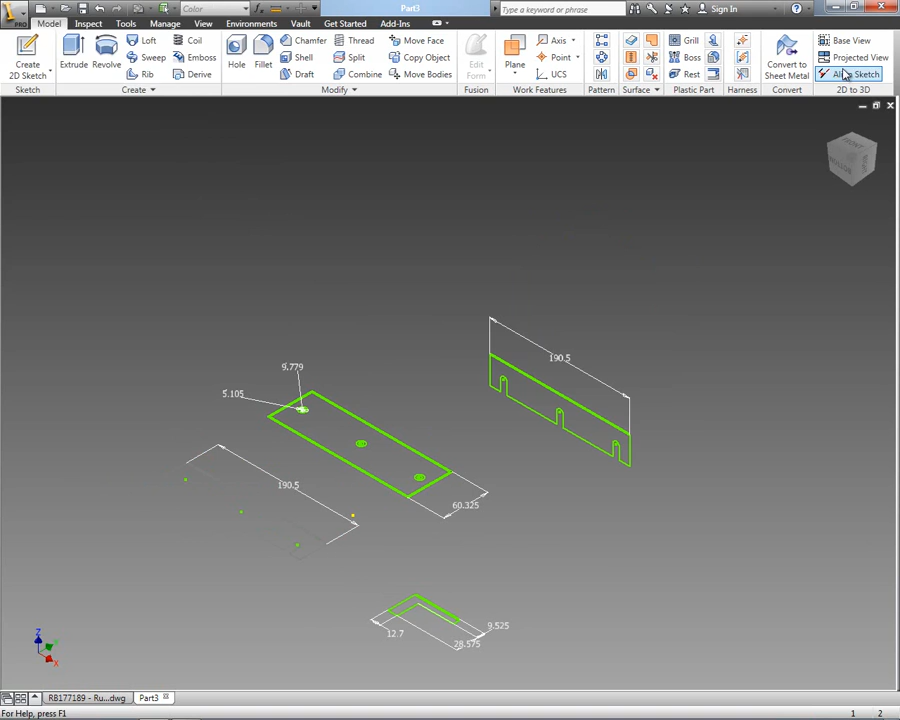 Part3
Color
Type a keyword or phrase
Sign In
PRO
Model Inspect Tools Manage View Environments Vault Get Started Add-Ins
Create
2D Sketch
Extrude
Revolve
Loft
Sweep
Rib
Coil
Emboss
Derive
Hole
Fillet
Chamfer
Shell
Draft
Thread
Split
Combine
Move Face
Copy Object
Move Bodies
Edit
Form
Plane
Axis
Point
UCS
Grill
Boss
Rest
Convert to
Sheet Metal
Base View
Projected View
Align Sketch
Sketch Create Modify Fusion Work Features Pattern Surface Plastic Part Harness Convert 2D to 3D
FRONT
BOTTOM
190.5
9.779
5.105
190.5
60.325
9.525
12.7
28.575
Z
X
RB177189 - Ru...dwg Part3
For Help, press F1
1 2